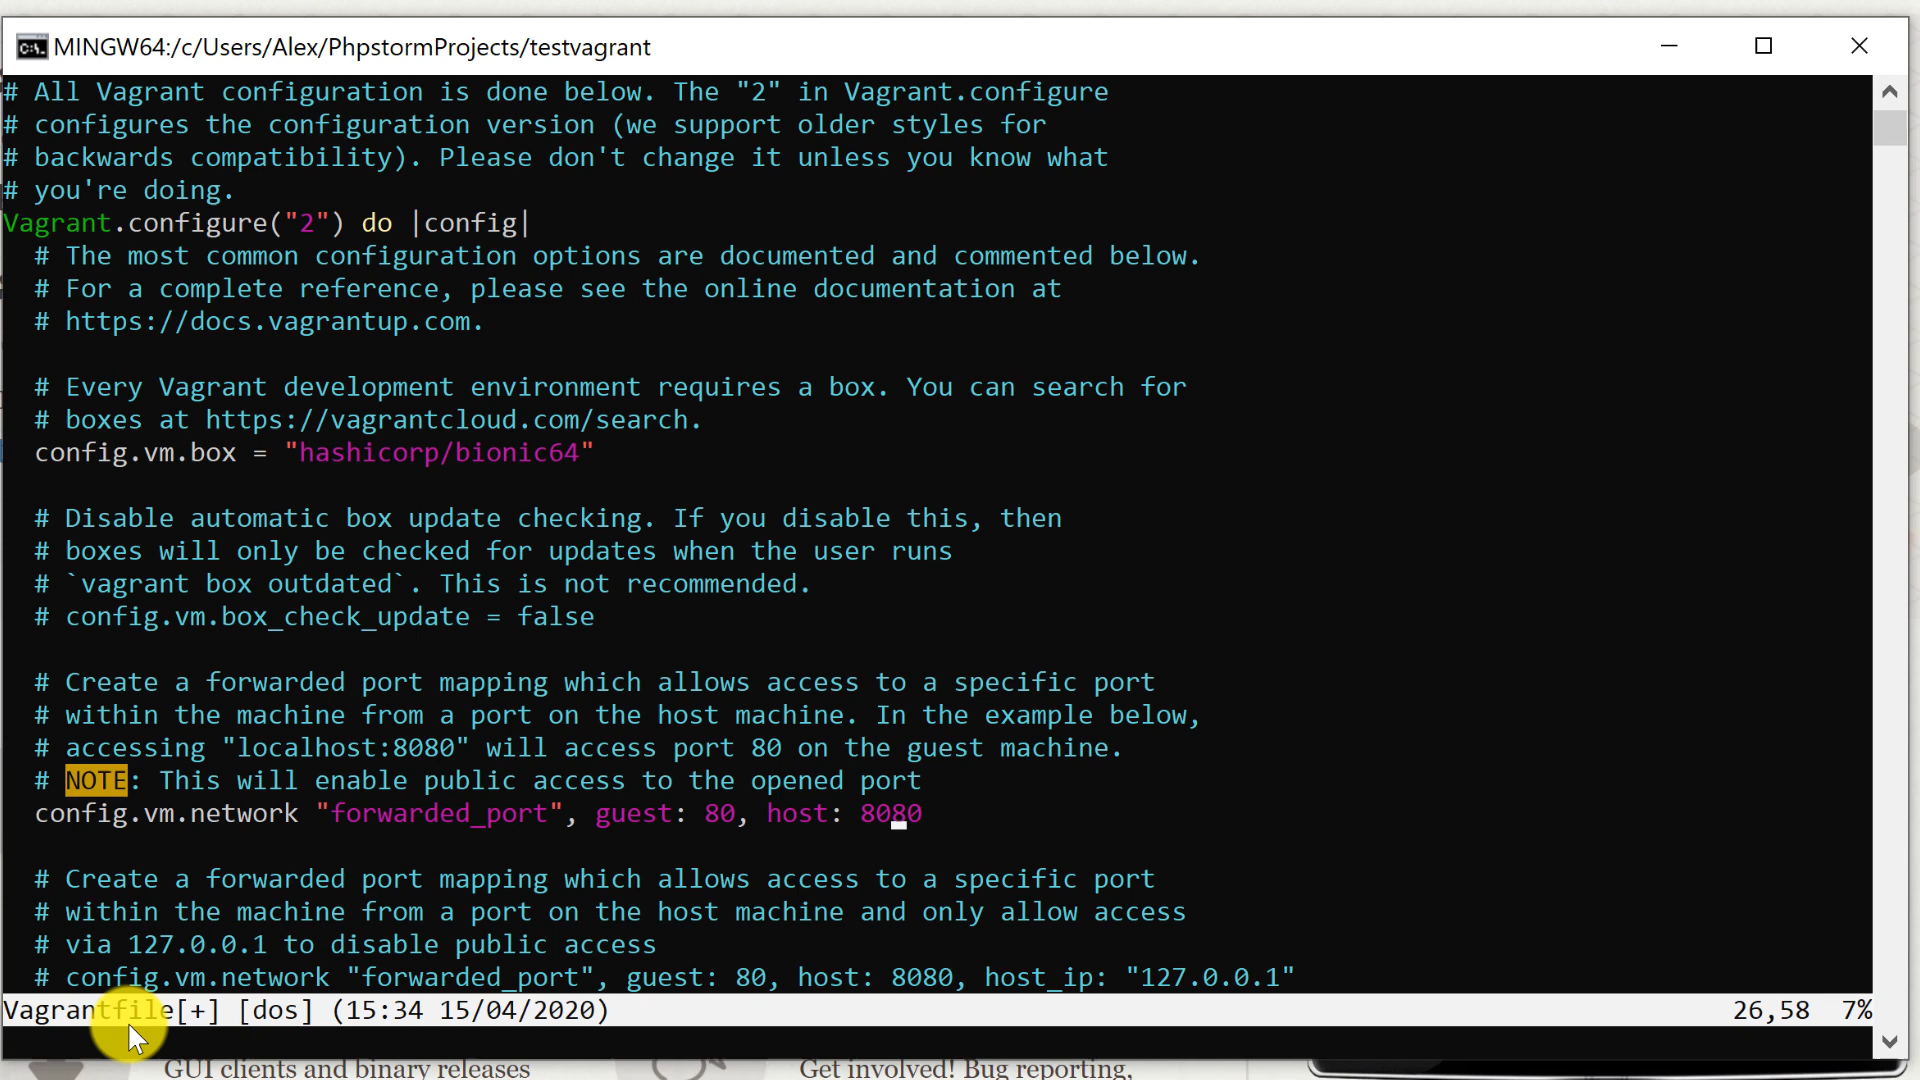 MINGW64:/c/Users/Alex/PhpstormProjects/testvagrant
# All Vagrant configuration is done below. The "2" in Vagrant.configure
# configures the configuration version (we support older styles for
# backwards compatibility). Please don't change it unless you know what
# you're doing.
Vagrant.configure("2") do |config|
# The most common configuration options are documented and commented below.
# For a complete reference, please see the online documentation at
# https://docs.vagrantup.com.
# Every Vagrant development environment requires a box. You can search for
# boxes at https://vagrantcloud.com/search.
config.vm.box = "hashicorp/bionic64"
# Disable automatic box update checking. If you disable this, then
# boxes will only be checked for updates when the user runs
# `vagrant box outdated`. This is not recommended.
# config.vm.box_check_update = false
# Create a forwarded port mapping which allows access to a specific port
# within the machine from a port on the host machine. In the example below,
# accessing "localhost:8080" will access port 80 on the guest machine.
# NOTE: This will enable public access to the opened port
config.vm.network "forwarded_port", guest: 80, host: 8080
# Create a forwarded port mapping which allows access to a specific port
# within the machine from a port on the host machine and only allow access
# via 127.0.0.1 to disable public access
# config.vm.network "forwarded_port", guest: 80, host: 8080, host_ip: "127.0.0.1"
Vagrantfile[+] [dos] (15:34 15/04/2020) 26,58 7%
GUI clients and binary releases
Get involved! Bug reporting,